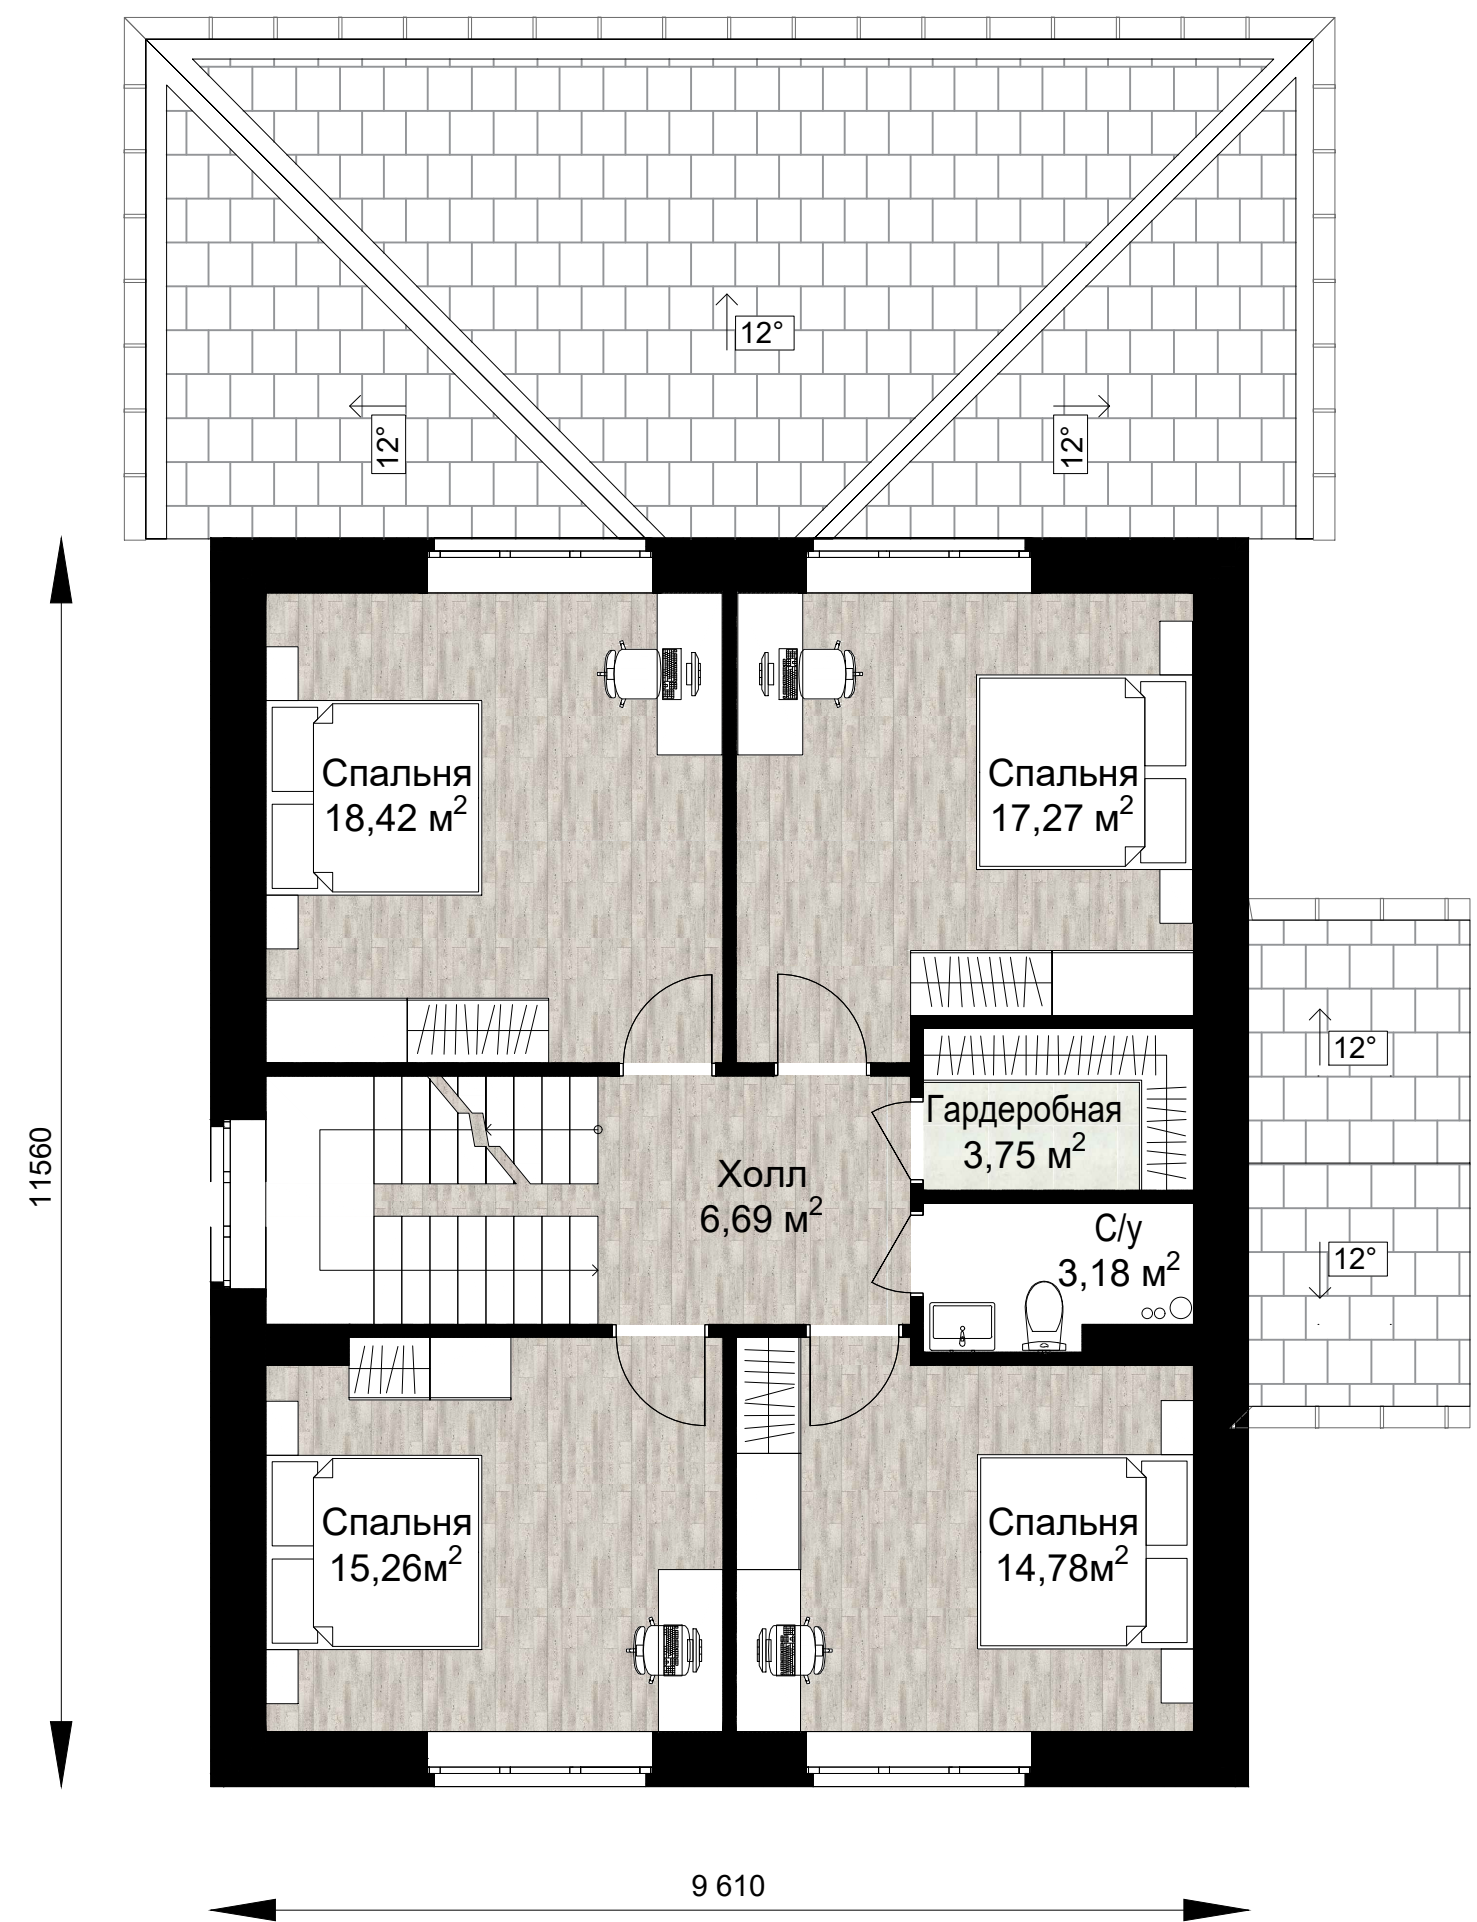 12°
12°
12°
Спальня
18,42 м²
Спальня
17,27 м²
12°
Гардеробная
3,75 м²
Холл
6,69 м²
С/у
3,18 м²
12°
11560
Спальня
15,26м²
Спальня
14,78м²
9 610